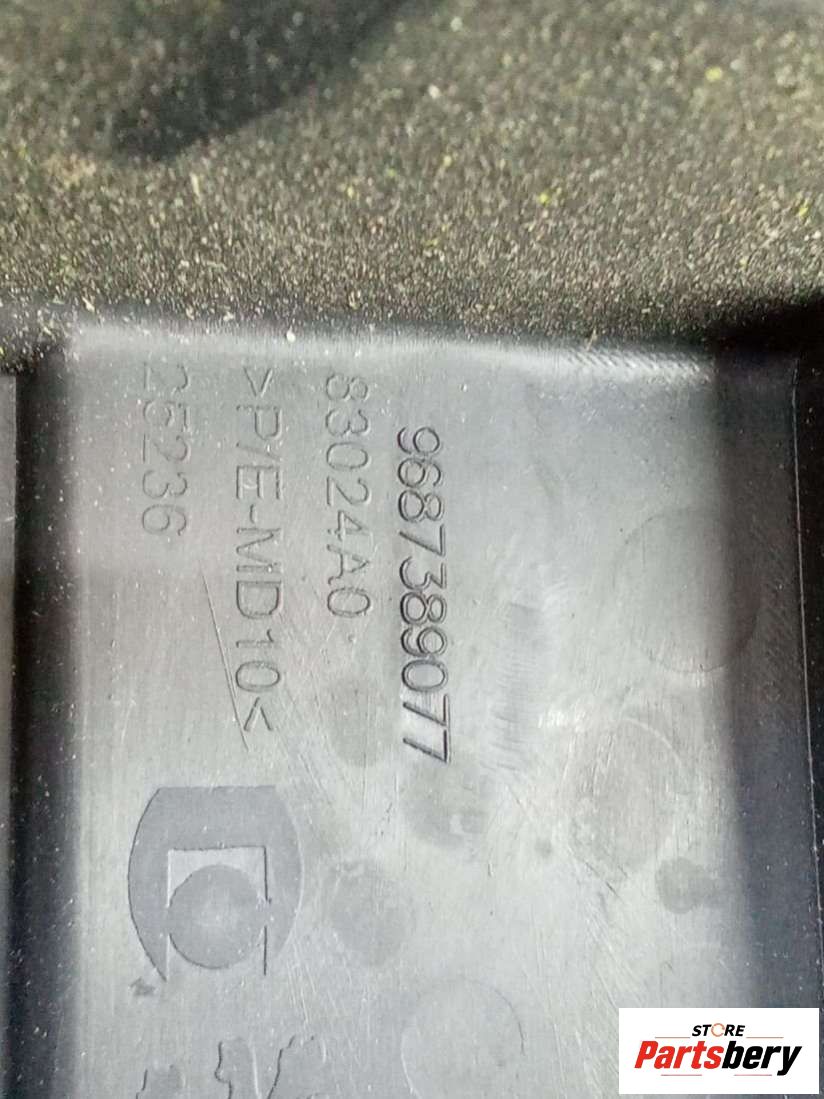 9687389077
83024A0
>P/E-MD10<
25236
STORE
Partsbery